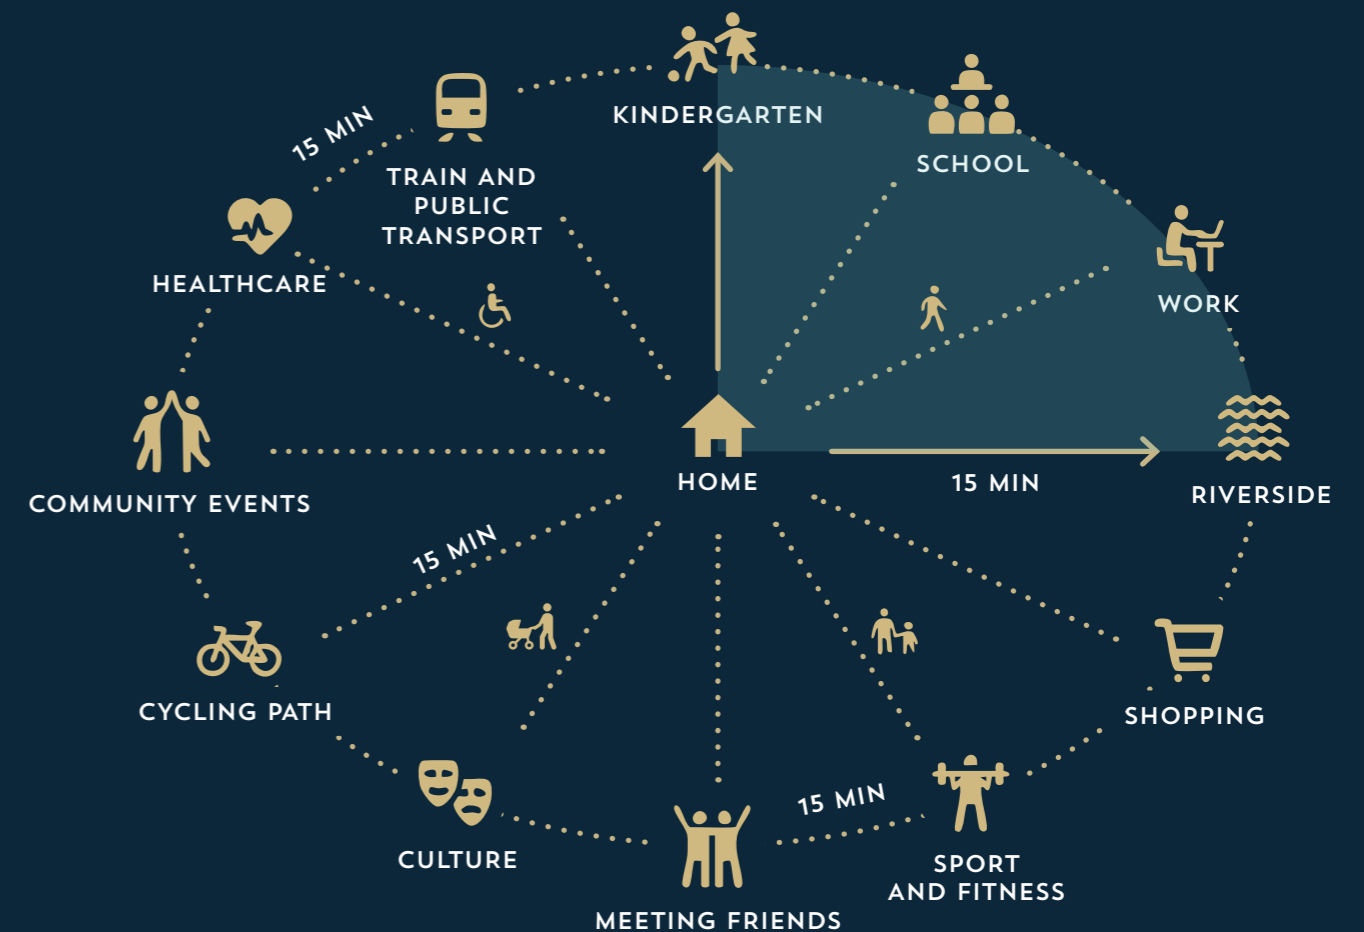 KINDERGARTEN
15 MIN
TRAIN AND
PUBLIC
TRANSPORT
SCHOOL
HEALTHCARE
WORK
HOME
15 MIN
RIVERSIDE
COMMUNITY EVENTS
15 MIN
CYCLING PATH
SHOPPING
15 MIN
CULTURE
SPORT
AND FITNESS
MEETING FRIENDS